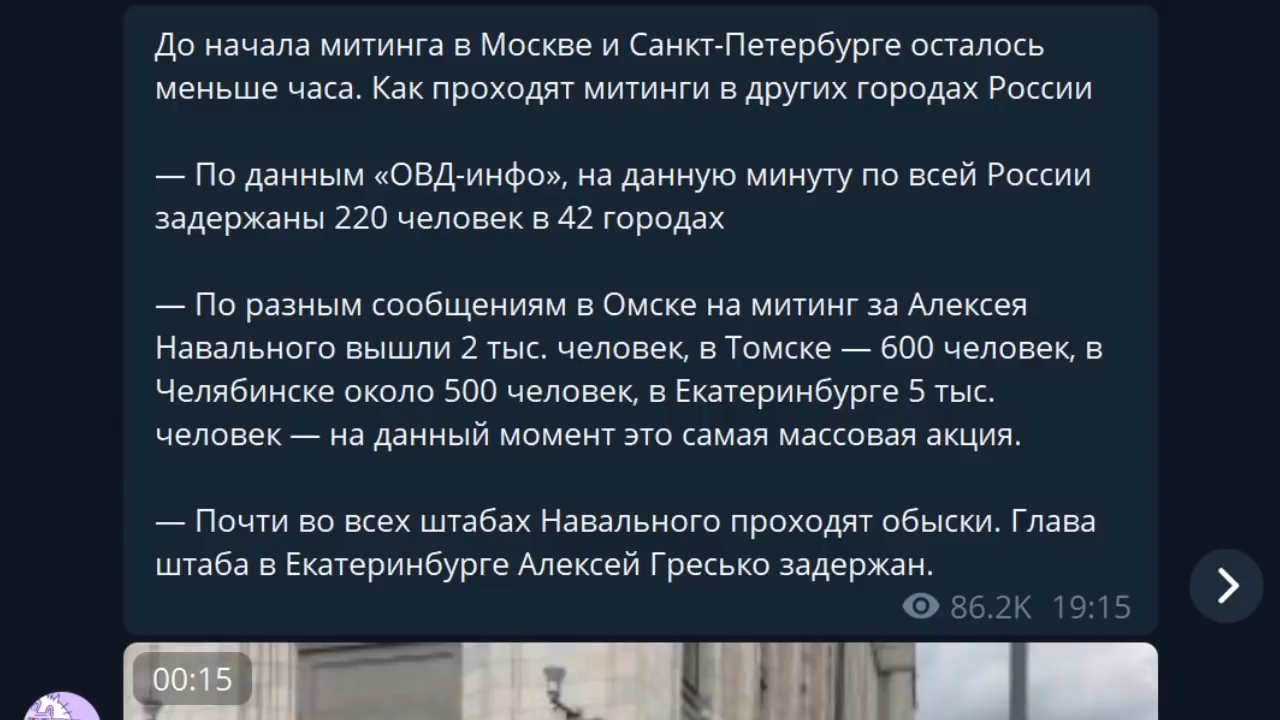 До начала митинга в Москве и Санкт-Петербурге осталось
меньше часа. Как проходят митинги в других городах России
— По данным «ОВД-инфо», на данную минуту по всей России
задержаны 220 человек в 42 городах
— По разным сообщениям в Омске на митинг за Алексея
Навального вышли 2 тыс. человек, в Томске — 600 человек, в
Челябинске около 500 человек, в Екатеринбурге 5 тыс.
человек — на данный момент это самая массовая акция.
— Почти во всех штабах Навального проходят обыски. Глава
штаба в Екатеринбурге Алексей Гресько задержан.
86.2K 19:15
00:15